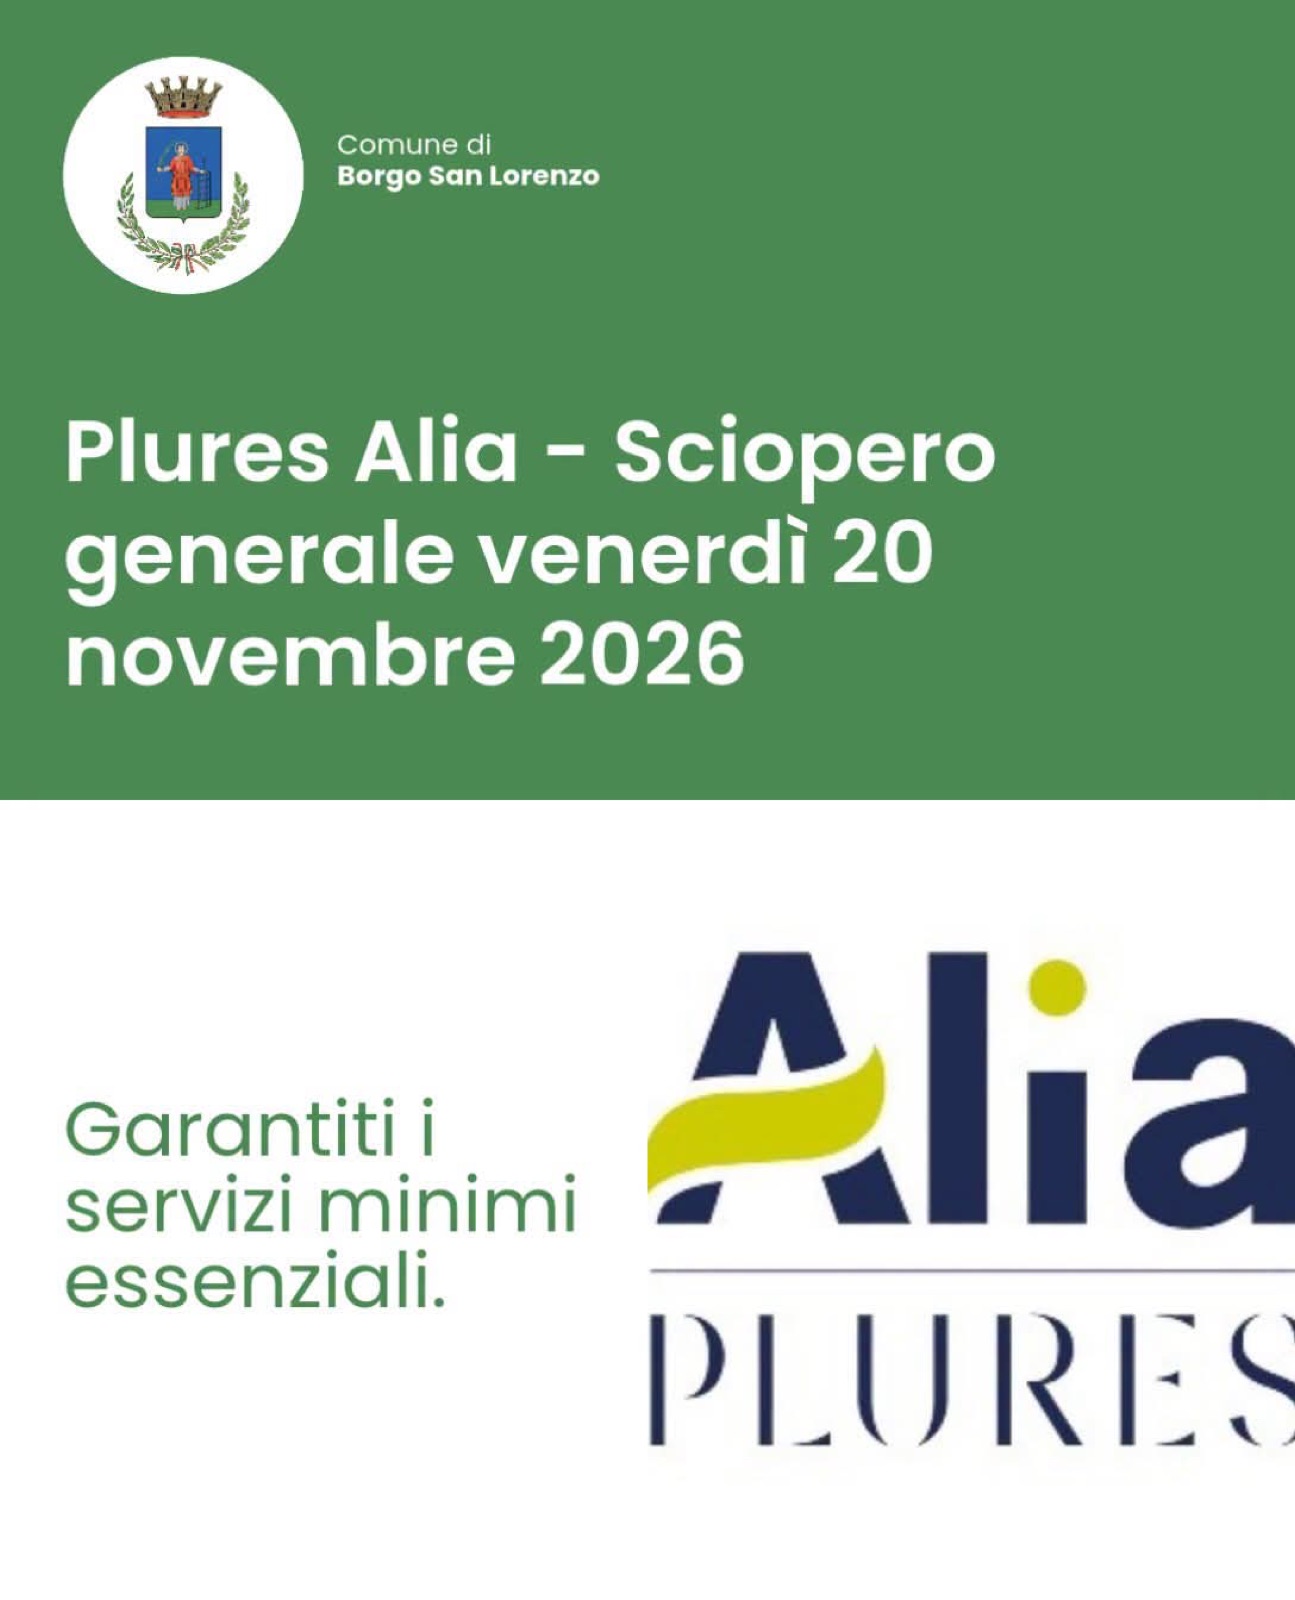 Comune di
Borgo San Lorenzo
Plures Alia - Sciopero
generale venerdì 20
novembre 2026
Garantiti i
servizi minimi
essenziali.
Alia
PLURES